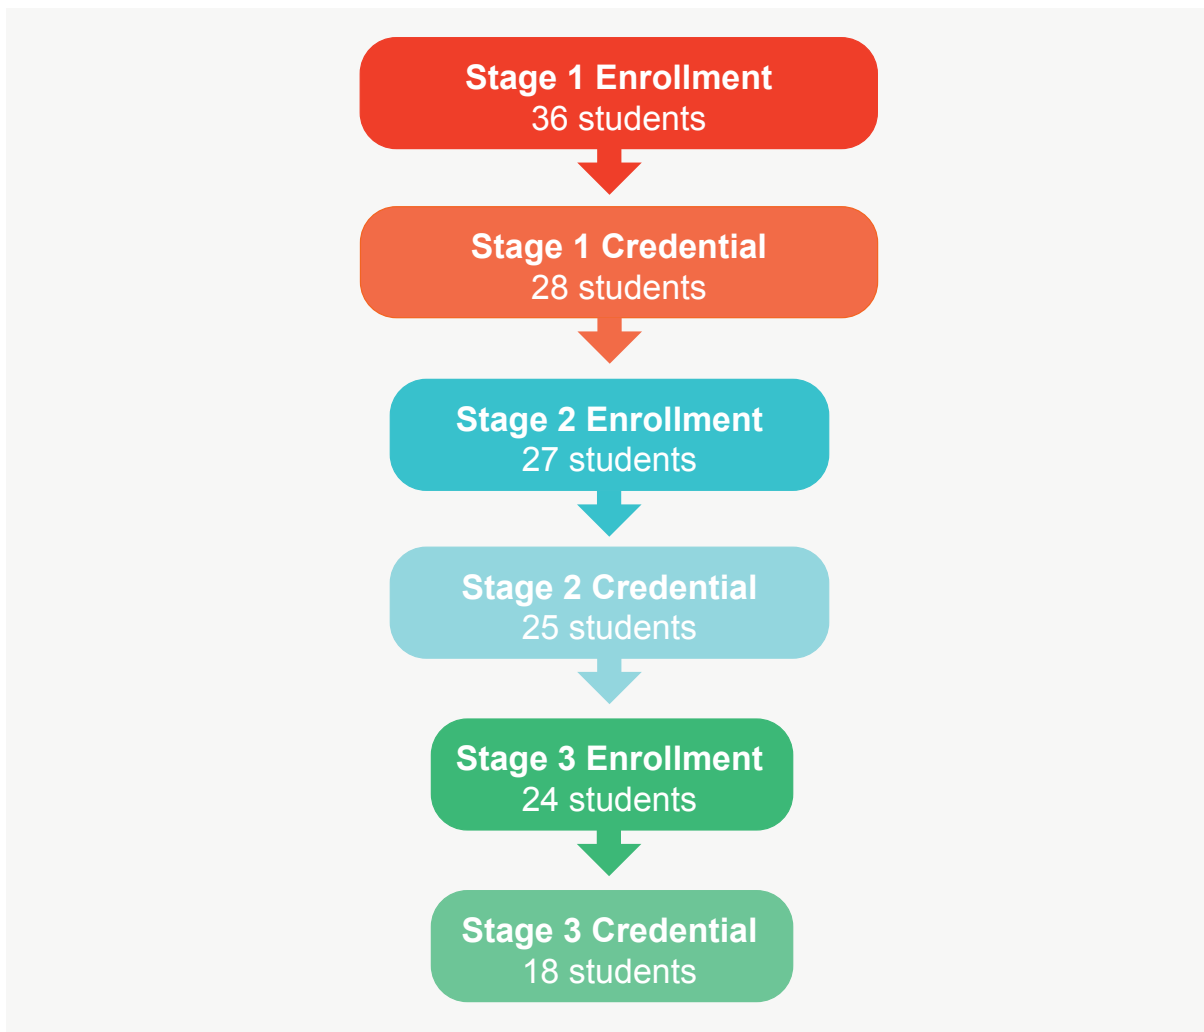 Stage 1 Enrollment
36 students
Stage 1 Credential
28 students
Stage 2 Enrollment
27 students
Stage 2 Credential
25 students
Stage 3 Enrollment
24 students
Stage 3 Credential
18 students